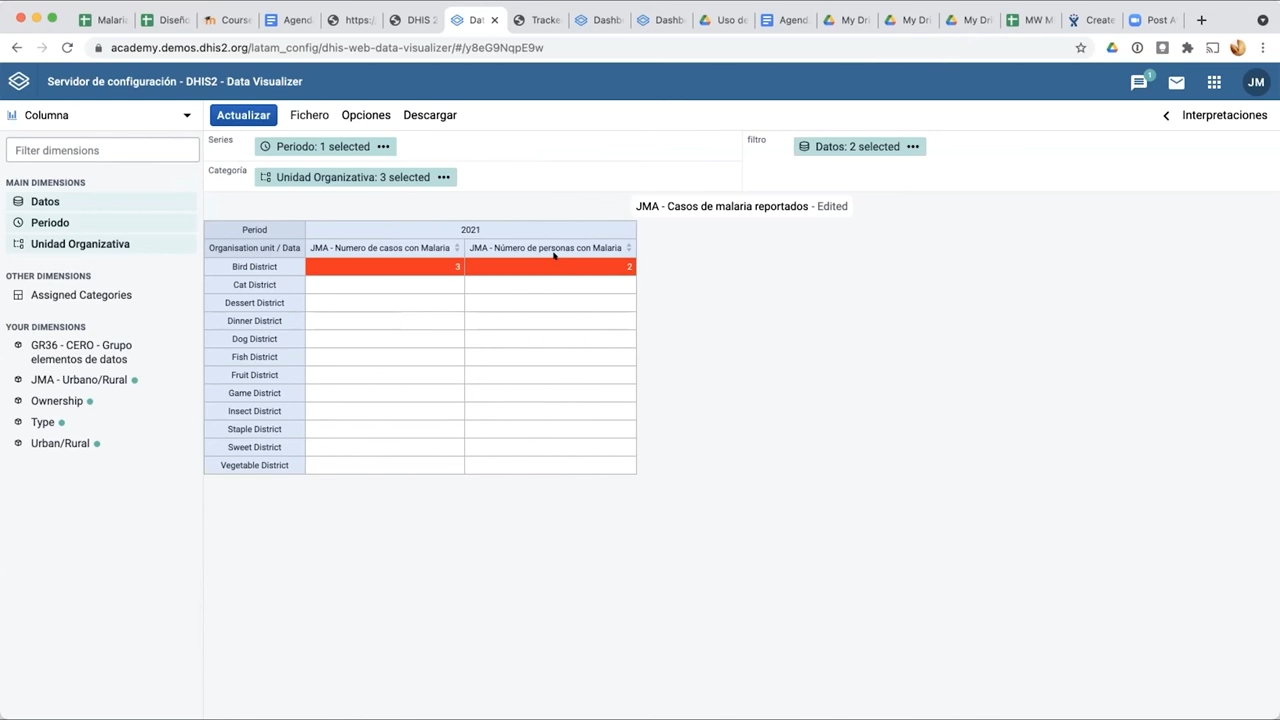 Malaria
Diseño
Course
Agend
https:/
DHIS 2
Dat
Tracke
Dashb
Dashb
Uso de
Agend
My Dri
My Dri
My Dri
MW M
Create
Post A
academy.demos.dhis2.org/latam_config/dhis-web-data-visualizer/#/y8eG9NqpE9w
Servidor de configuración - DHIS2 - Data Visualizer
1
JM
Columna
Actualizar
Fichero
Opciones
Descargar
Interpretaciones
Filter dimensions
Series
Periodo: 1 selected
filtro
Datos: 2 selected
Categoría
Unidad Organizativa: 3 selected
MAIN DIMENSIONS
Datos
Periodo
Unidad Organizativa
OTHER DIMENSIONS
Assigned Categories
YOUR DIMENSIONS
GR36 - CERO - Grupo
elementos de datos
JMA - Urbano/Rural
Ownership
Type
Urban/Rural
JMA - Casos de malaria reportados - Edited
Period 2021
Organisation unit / Data JMA - Numero de casos con Malaria JMA - Número de personas con Malaria
Bird District 3 2
Cat District
Dessert District
Dinner District
Dog District
Fish District
Fruit District
Game District
Insect District
Staple District
Sweet District
Vegetable District